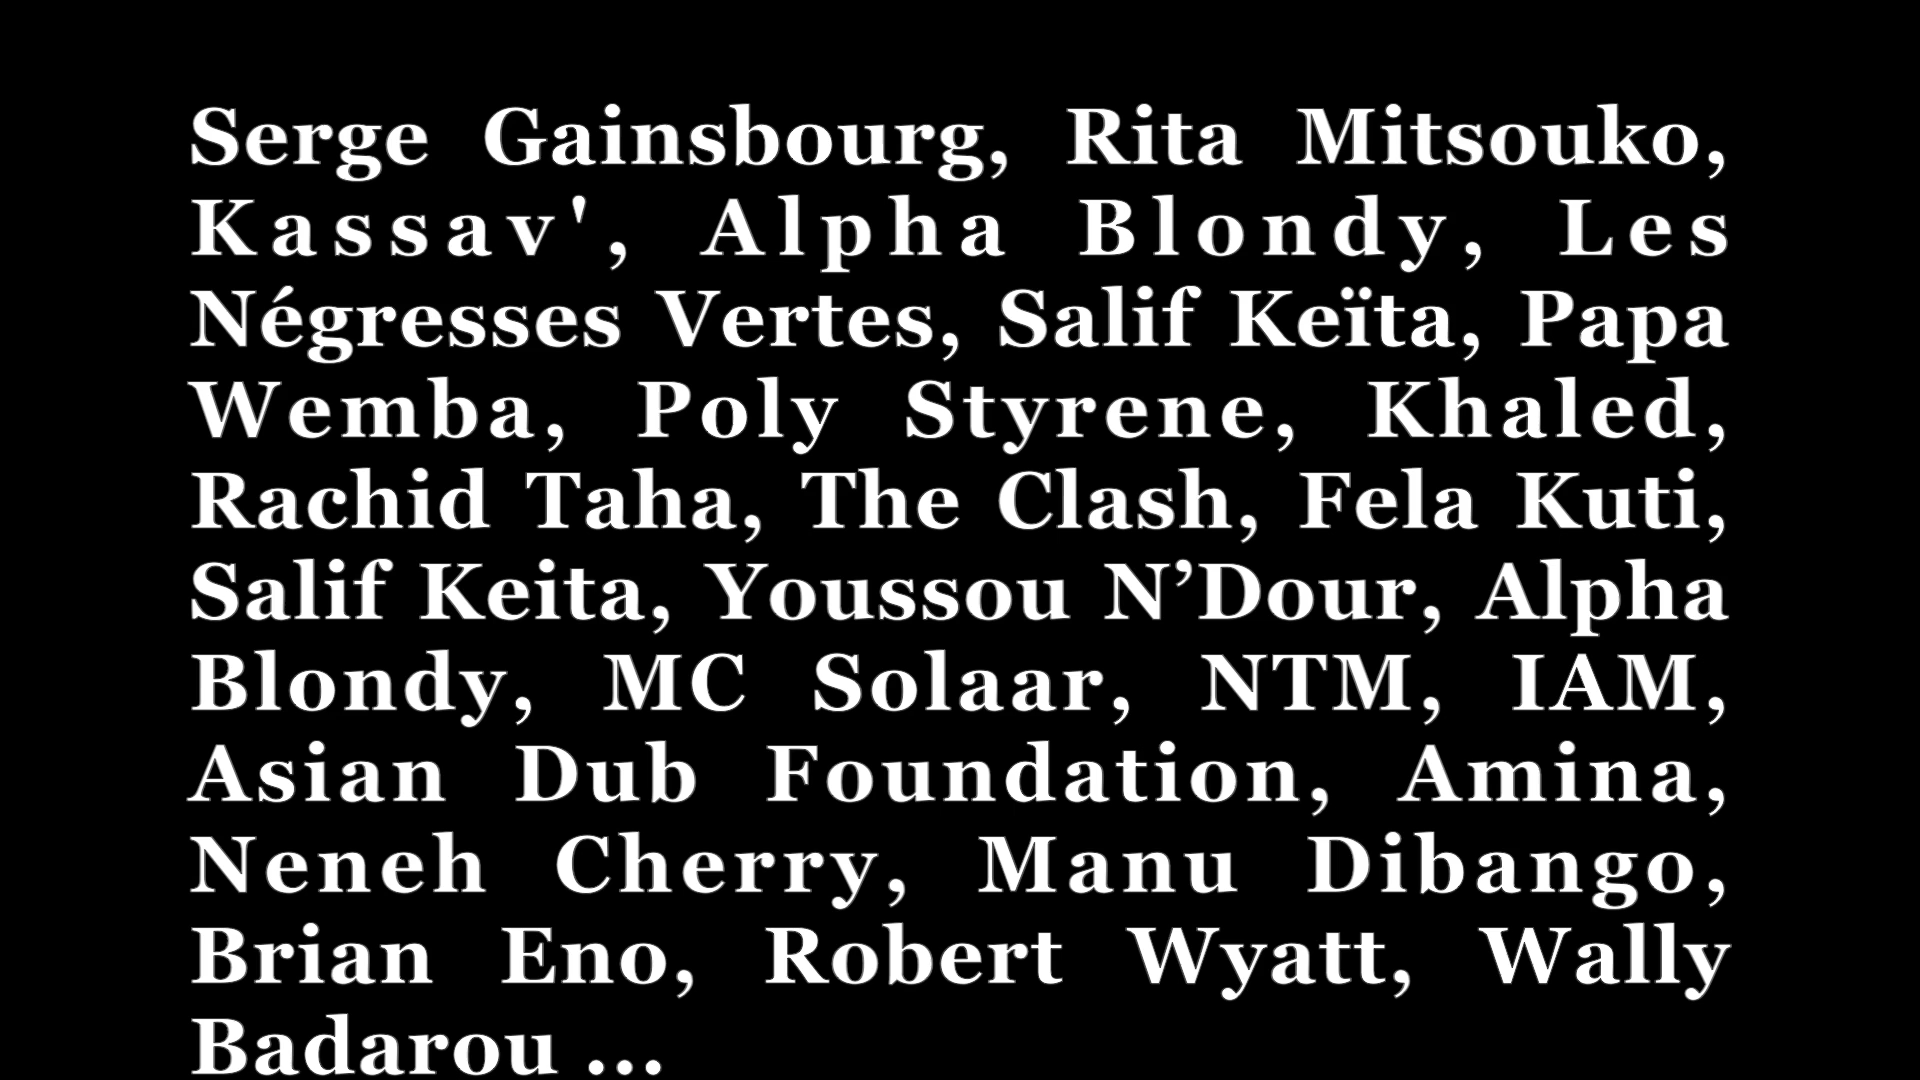 Serge Gainsbourg, Rita Mitsouko,
Kassav', Alpha Blondy, Les
Négresses Vertes, Salif Keïta, Papa
Wemba, Poly Styrene, Khaled,
Rachid Taha, The Clash, Fela Kuti,
Salif Keita, Youssou N’Dour, Alpha
Blondy, MC Solaar, NTM, IAM,
Asian Dub Foundation, Amina,
Neneh Cherry, Manu Dibango,
Brian Eno, Robert Wyatt, Wally
Badarou ...